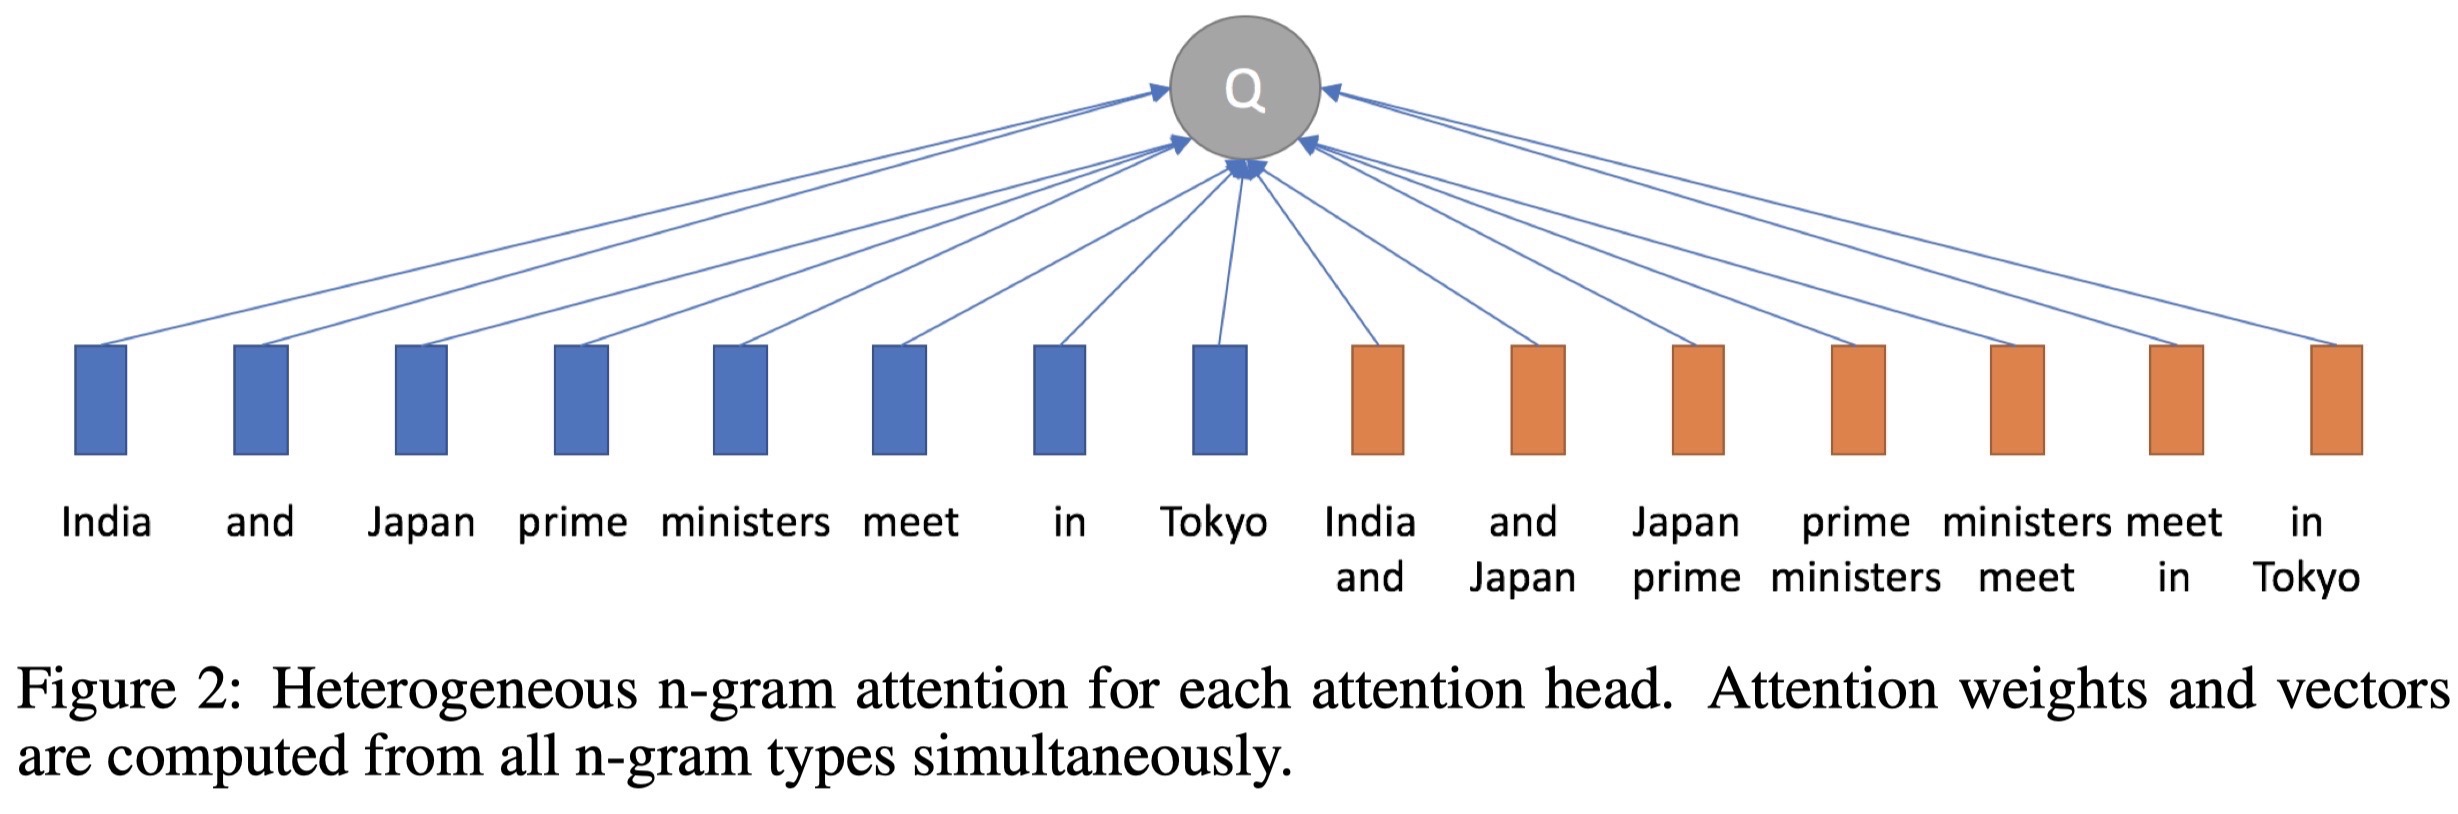 Q
India and Japan prime ministers meet in Tokyo India and Japan prime ministers meet in
and Japan prime ministers meet in Tokyo
Figure 2: Heterogeneous n-gram attention for each attention head. Attention weights and vectors
are computed from all n-gram types simultaneously.